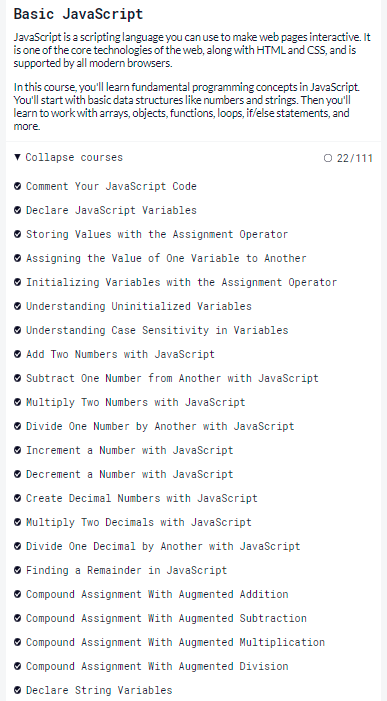 Basic JavaScript
JavaScript is a scripting language you can use to make web pages interactive. It
is one of the core technologies of the web, along with HTML and CSS, and is
supported by all modern browsers.
In this course, you'll learn fundamental programming concepts in JavaScript.
You'll start with basic data structures like numbers and strings. Then you'll
learn to work with arrays, objects, functions, loops, if/else statements, and
more.
Collapse courses 22/111
Comment Your JavaScript Code
Declare JavaScript Variables
Storing Values with the Assignment Operator
Assigning the Value of One Variable to Another
Initializing Variables with the Assignment Operator
Understanding Uninitialized Variables
Understanding Case Sensitivity in Variables
Add Two Numbers with JavaScript
Subtract One Number from Another with JavaScript
Multiply Two Numbers with JavaScript
Divide One Number by Another with JavaScript
Increment a Number with JavaScript
Decrement a Number with JavaScript
Create Decimal Numbers with JavaScript
Multiply Two Decimals with JavaScript
Divide One Decimal by Another with JavaScript
Finding a Remainder in JavaScript
Compound Assignment With Augmented Addition
Compound Assignment With Augmented Subtraction
Compound Assignment With Augmented Multiplication
Compound Assignment With Augmented Division
Declare String Variables